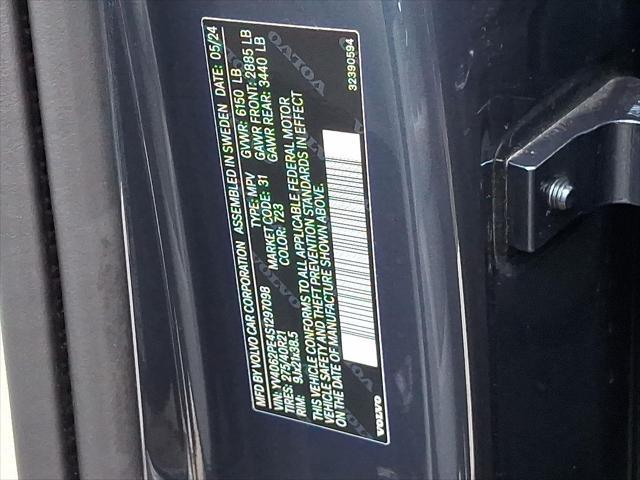 MFD BY VOLVO CAR CORPORATION ASSEMBLED IN SWEDEN DATE: 05/24
VIN: YV4062PE4S1297098 TYPE: MPV GVWR: 6150 LB
TIRES: 275/40R21 MARKET CODE: 31 GAWR FRONT: 2885 LB
RIM: 9Jx21x38.5 COLOR: 723 GAWR REAR: 3440 LB
THIS VEHICLE CONFORMS TO ALL APPLICABLE FEDERAL MOTOR
VEHICLE SAFETY AND THEFT PREVENTION STANDARDS IN EFFECT
ON THE DATE OF MANUFACTURE SHOWN ABOVE.
VOLVO 32390594